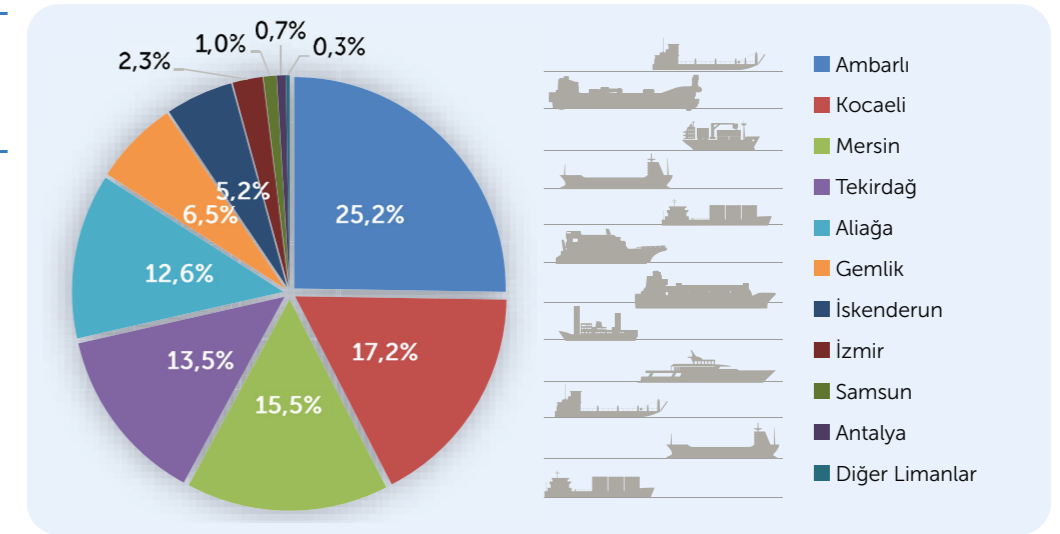 0,7%
1,0%
0,3%
2,3%
5,2%
6,5%
25,2%
12,6%
17,2%
13,5%
15,5%
Ambarlı
Kocaeli
Mersin
Tekirdağ
Aliağa
Gemlik
İskenderun
İzmir
Samsun
Antalya
Diğer Limanlar